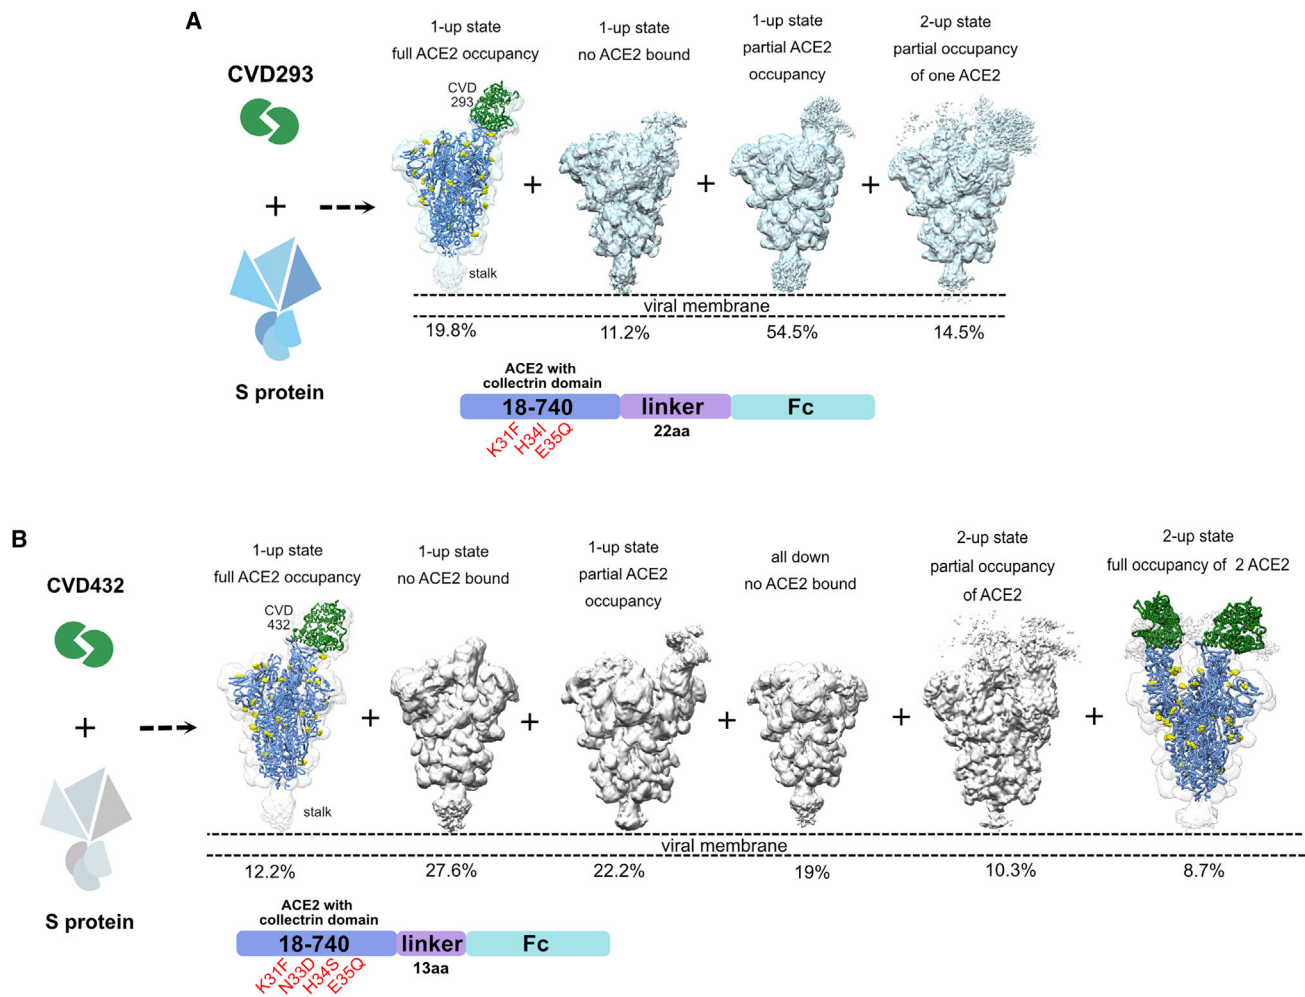 A
CVD293
+
S protein
1-up state
full ACE2 occupancy
1-up state
no ACE2 bound
1-up state
partial ACE2
occupancy
2-up state
partial occupancy
of one ACE2
CVD
293
stalk
+
+
+
viral membrane
19.8%
11.2%
54.5%
14.5%
ACE2 with
collectrin domain
18-740
linker
Fc
K31F
H34I
E35Q
22aa
B
CVD432
+
S protein
1-up state
full ACE2 occupancy
1-up state
no ACE2 bound
1-up state
partial ACE2
occupancy
all down
no ACE2 bound
2-up state
partial occupancy
of ACE2
2-up state
full occupancy of 2 ACE2
CVD
432
stalk
+
+
+
+
+
viral membrane
12.2%
27.6%
22.2%
19%
10.3%
8.7%
ACE2 with
collectrin domain
18-740
linker
Fc
K31F
N33D
H34S
E35Q
13aa